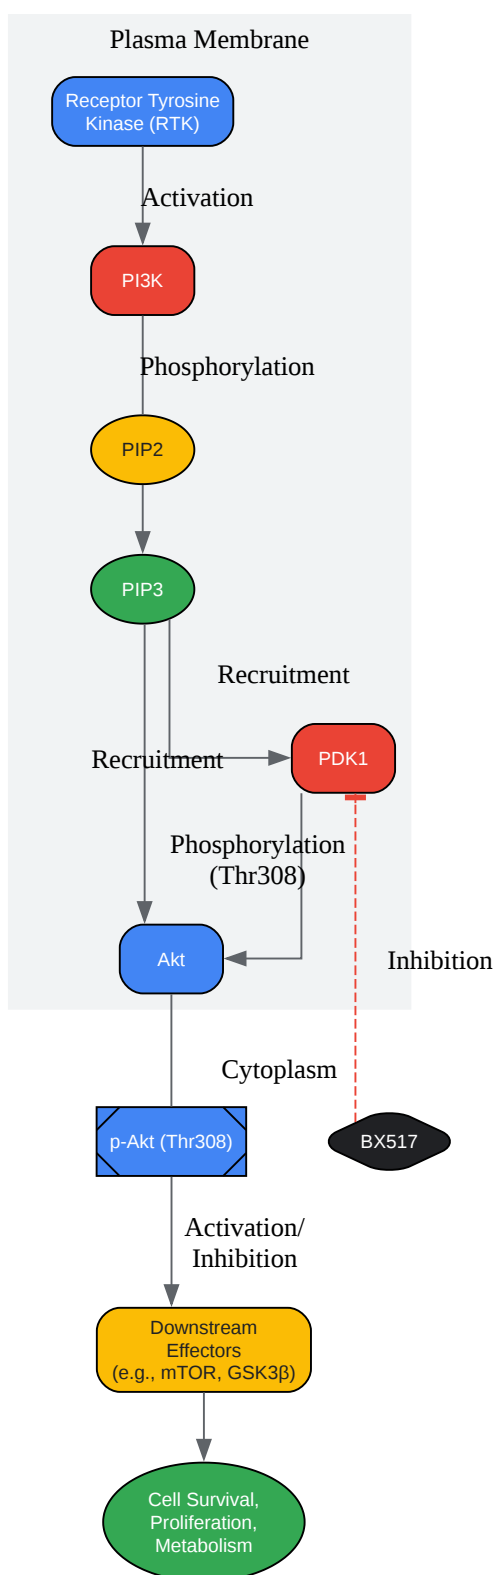 Plasma Membrane
Receptor Tyrosine
Kinase (RTK)
Activation
PI3K
Phosphorylation
PIP2
PIP3
Recruitment
Recruitment
PDK1
Phosphorylation
(Thr308)
Akt
Inhibition
Cytoplasm
p-Akt (Thr308)
BX517
Activation/
Inhibition
Downstream
Effectors
(e.g., mTOR, GSK3β)
Cell Survival,
Proliferation,
Metabolism